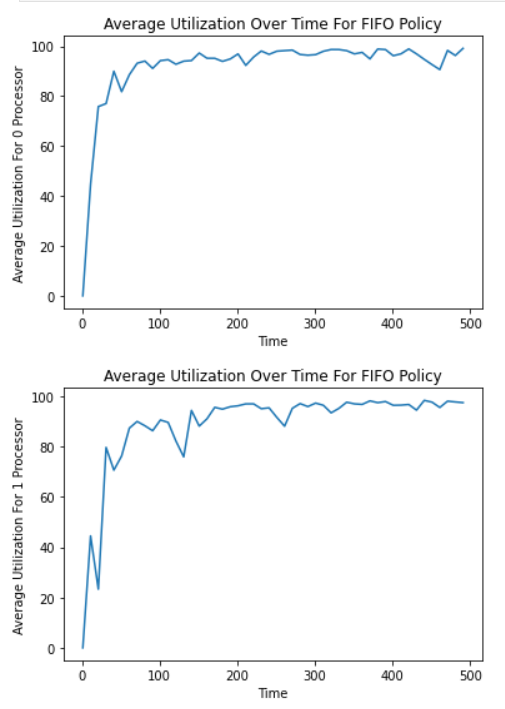 Average Utilization Over Time For FIFO Policy
Average Utilization For 0 Processor
100
80
60
40
20
0
0 100 200 300 400 500
Time
Average Utilization Over Time For FIFO Policy
Average Utilization For 1 Processor
100
80
60
40
20
0
0 100 200 300 400 500
Time